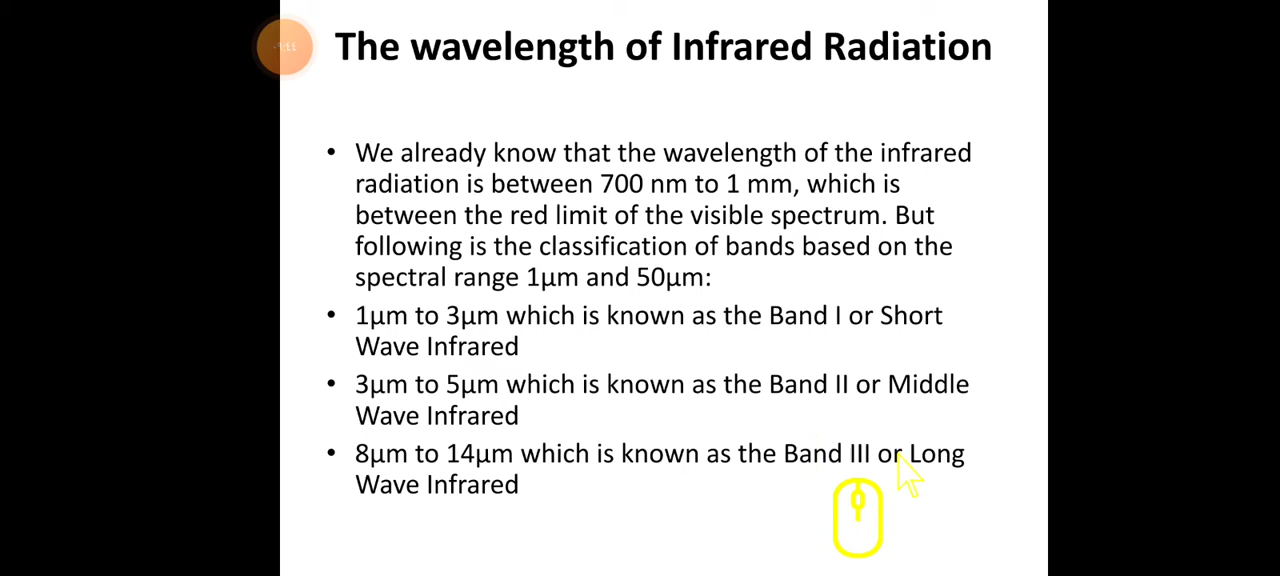 The wavelength of Infrared Radiation
• We already know that the wavelength of the infrared
radiation is between 700 nm to 1 mm, which is
between the red limit of the visible spectrum. But
following is the classification of bands based on the
spectral range 1µm and 50µm:
• 1µm to 3µm which is known as the Band I or Short
Wave Infrared
• 3µm to 5µm which is known as the Band II or Middle
Wave Infrared
• 8µm to 14µm which is known as the Band III or Long
Wave Infrared